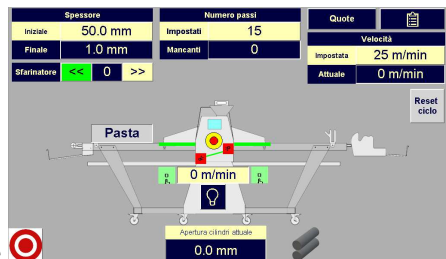 Spessore
Iniziale 50.0 mm
Finale 1.0 mm
Sfarinatore << 0 >>
Numero passi
Impostati 15
Mancanti 0
Quote
Velocità
Impostata 25 m/min
Attuale 0 m/min
Reset
ciclo
Pasta
0 m/min
Apertura cilindri attuale
0.0 mm